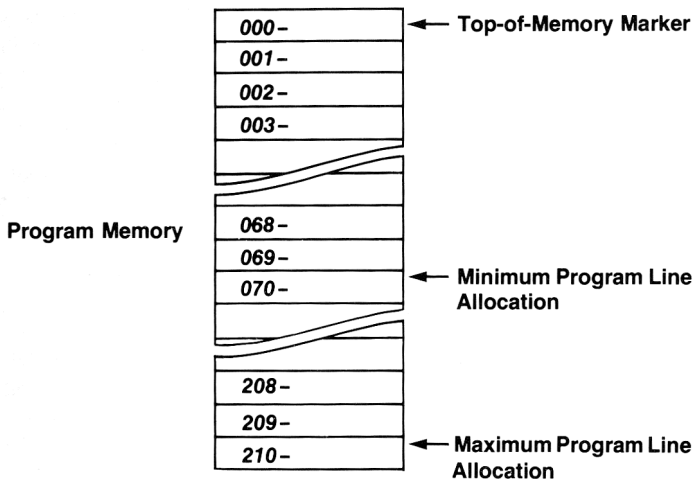 000–
Top-of-Memory Marker
001–
002–
003–
Program Memory
068–
069–
070–
Minimum Program Line
Allocation
208–
209–
210–
Maximum Program Line
Allocation